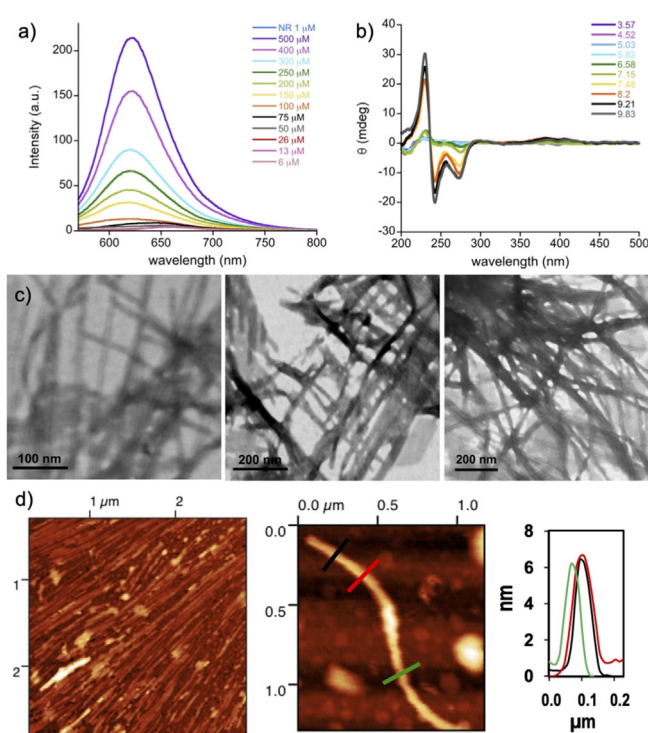 a)
250
200
150
100
50
0
Intensity (a.u.)
600 650 700 750 800
wavelength (nm)
NR 1 μM
500 μM
400 μM
300 μM
250 μM
200 μM
150 μM
100 μM
75 μM
50 μM
26 μM
13 μM
6 μM
b)
40
30
20
10
0
-10
-20
-30
θ (mdeg)
200 250 300 350 400 450 500
wavelength (nm)
3.57
4.52
5.03
5.82
6.58
7.15
7.48
8.2
9.21
9.83
c)
100 nm
200 nm
200 nm
d)
1 μm 2
1
2
0.0 μm 0.5 1.0
0.0
0.5
1.0
8
6
4
2
0
nm
0.0 0.1 0.2
μm